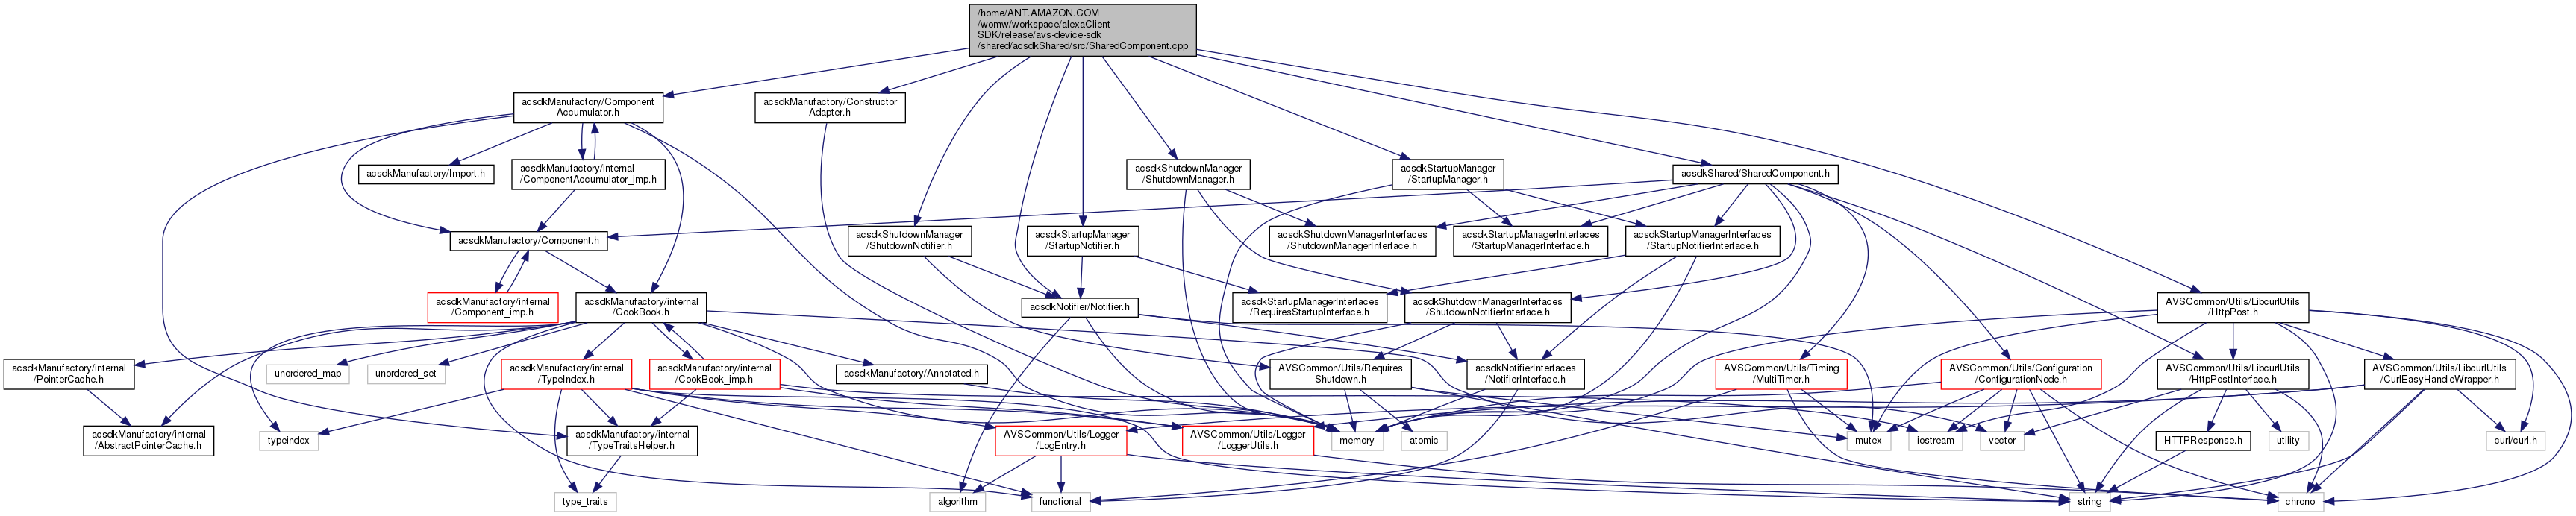 /home/ANT.AMAZON.COM
/womw/workspace/alexaClient
SDK/release/avs-device-sdk
/shared/acsdkShared/src/SharedComponent.cpp
acsdkManufactory/Component
Accumulator.h
acsdkManufactory/Constructor
Adapter.h
acsdkManufactory/Import.h
acsdkManufactory/internal
/ComponentAccumulator_imp.h
acsdkShutdownManager
/ShutdownManager.h
acsdkStartupManager
/StartupManager.h
acsdkShared/SharedComponent.h
acsdkManufactory/Component.h
acsdkShutdownManager
/ShutdownNotifier.h
acsdkStartupManager
/StartupNotifier.h
acsdkShutdownManagerInterfaces
/ShutdownManagerInterface.h
acsdkStartupManagerInterfaces
/StartupManagerInterface.h
acsdkStartupManagerInterfaces
/StartupNotifierInterface.h
acsdkManufactory/internal
/Component_imp.h
acsdkManufactory/internal
/CookBook.h
acsdkNotifier/Notifier.h
acsdkStartupManagerInterfaces
/RequiresStartupInterface.h
acsdkShutdownManagerInterfaces
/ShutdownNotifierInterface.h
AVSCommon/Utils/LibcurlUtils
/HttpPost.h
acsdkManufactory/internal
/PointerCache.h
unordered_map
unordered_set
acsdkManufactory/internal
/TypeIndex.h
acsdkManufactory/internal
/CookBook_imp.h
acsdkManufactory/Annotated.h
AVSCommon/Utils/Requires
Shutdown.h
acsdkNotifierInterfaces
/NotifierInterface.h
AVSCommon/Utils/Timing
/MultiTimer.h
AVSCommon/Utils/Configuration
/ConfigurationNode.h
AVSCommon/Utils/LibcurlUtils
/HttpPostInterface.h
AVSCommon/Utils/LibcurlUtils
/CurlEasyHandleWrapper.h
acsdkManufactory/internal
/AbstractPointerCache.h
typeindex
acsdkManufactory/internal
/TypeTraitsHelper.h
AVSCommon/Utils/Logger
/LogEntry.h
AVSCommon/Utils/Logger
/LoggerUtils.h
memory
atomic
mutex
iostream
vector
HTTPResponse.h
utility
curl/curl.h
type_traits
algorithm
functional
string
chrono